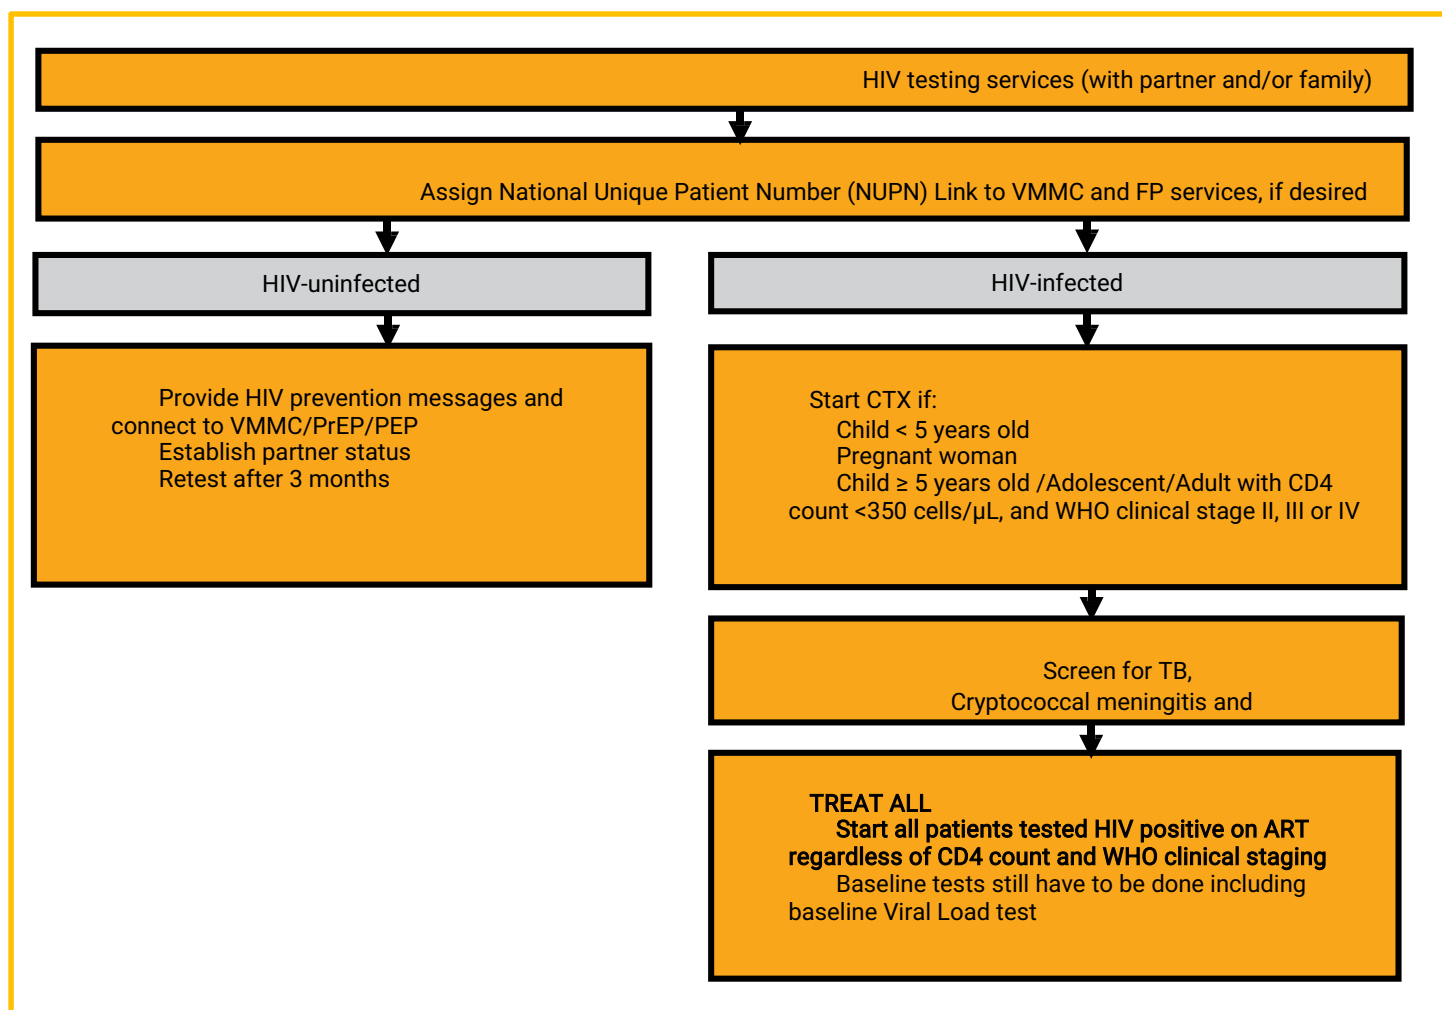 HIV testing services (with partner and/or family)
Assign National Unique Patient Number (NUPN) Link to VMMC and FP services, if desired
HIV-uninfected
Provide HIV prevention messages and
connect to VMMC/PrEP/PEP
Establish partner status
Retest after 3 months
HIV-infected
Start CTX if:
Child < 5 years old
Pregnant woman
Child ≥ 5 years old /Adolescent/Adult with CD4
count <350 cells/µL, and WHO clinical stage II, III or IV
Screen for TB,
Cryptococcal meningitis and
TREAT ALL
Start all patients tested HIV positive on ART
regardless of CD4 count and WHO clinical staging
Baseline tests still have to be done including
baseline Viral Load test